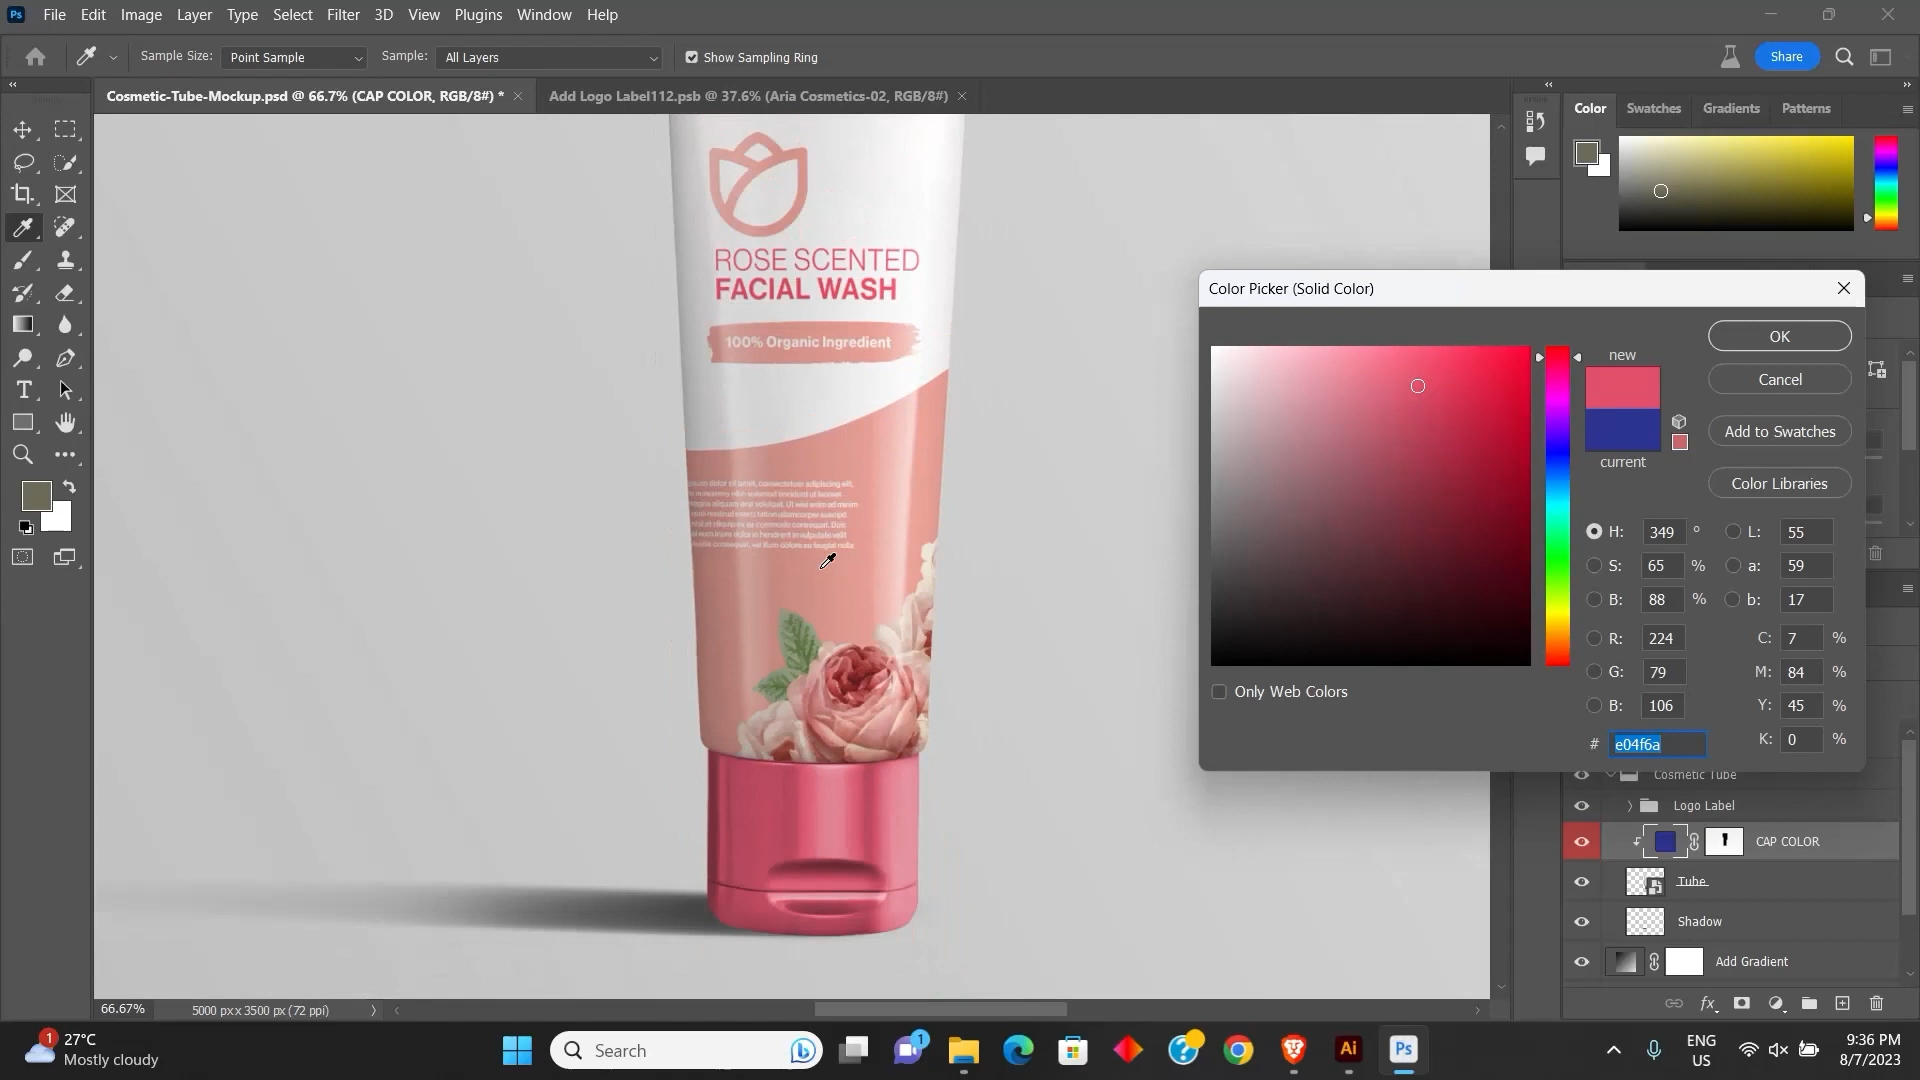 Ps File Edit Image Layer Type Select Filter 3D View Plugins Window Help
Sample Size: Point Sample Sample: All Layers Show Sampling Ring Share
Cosmetic-Tube-Mockup.psd @ 66.7% (CAP COLOR, RGB/8#) * Add Logo Label112.psb @ 37.6% (Aria Cosmetics-02, RGB/8#)
Color Swatches Gradients Patterns
ROSE SCENTED
FACIAL WASH
100% Organic Ingredient
Color Picker (Solid Color)
OK
new
Cancel
Add to Swatches
current
Color Libraries
H: 349 ° L: 55
S: 65 % a: 59
B: 88 % b: 17
R: 224 C: 7 %
G: 79 M: 84 %
B: 106 Y: 45 %
# e04f6a K: 0 %
Only Web Colors
Cosmetic Tube
Logo Label
CAP COLOR
Tube
Shadow
Add Gradient
fx
66.67% 5000 px x 3500 px (72 ppi)
1
27°C
Mostly cloudy
Search
1
Ai
Ps
ENG
US
9:36 PM
8/7/2023